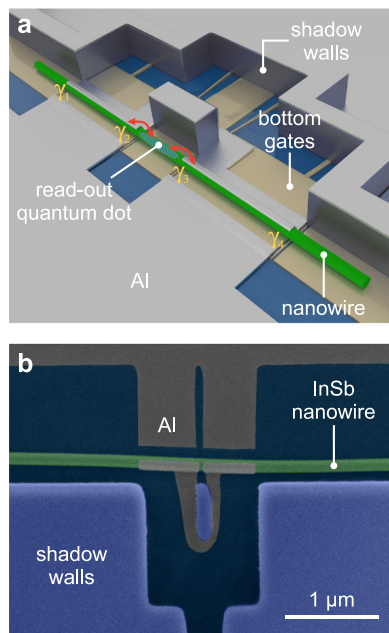 a
shadow
walls
γ1
bottom
gates
γ2
γ3
read-out
quantum dot
γ4
Al
nanowire
b
InSb
nanowire
Al
shadow
walls
1 μm